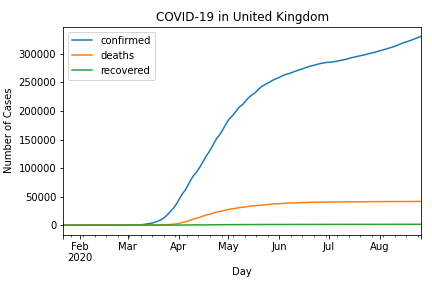 COVID-19 in United Kingdom
confirmed
deaths
recovered
Number of Cases
300000
250000
200000
150000
100000
50000
0
Feb Mar Apr May Jun Jul Aug
2020
Day